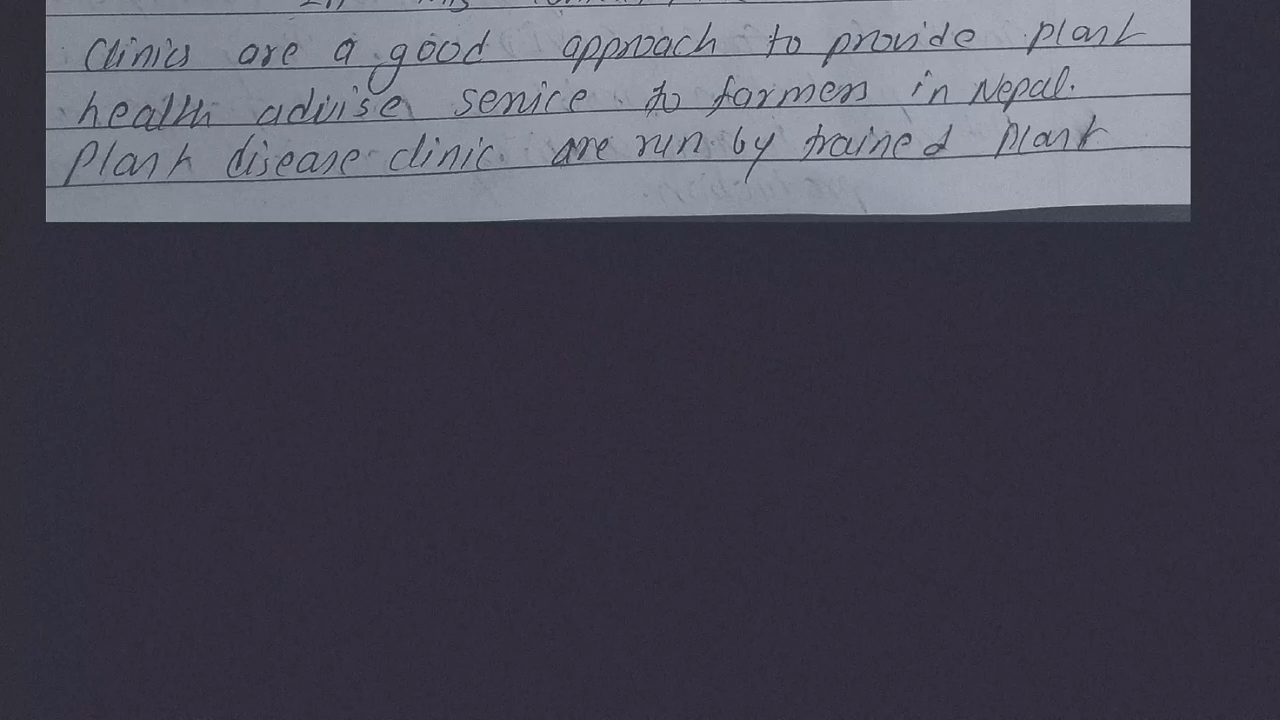 Clinics are a good approach to provide plant
health advise service to farmers in Nepal.
Plant disease clinic are run by trained plant